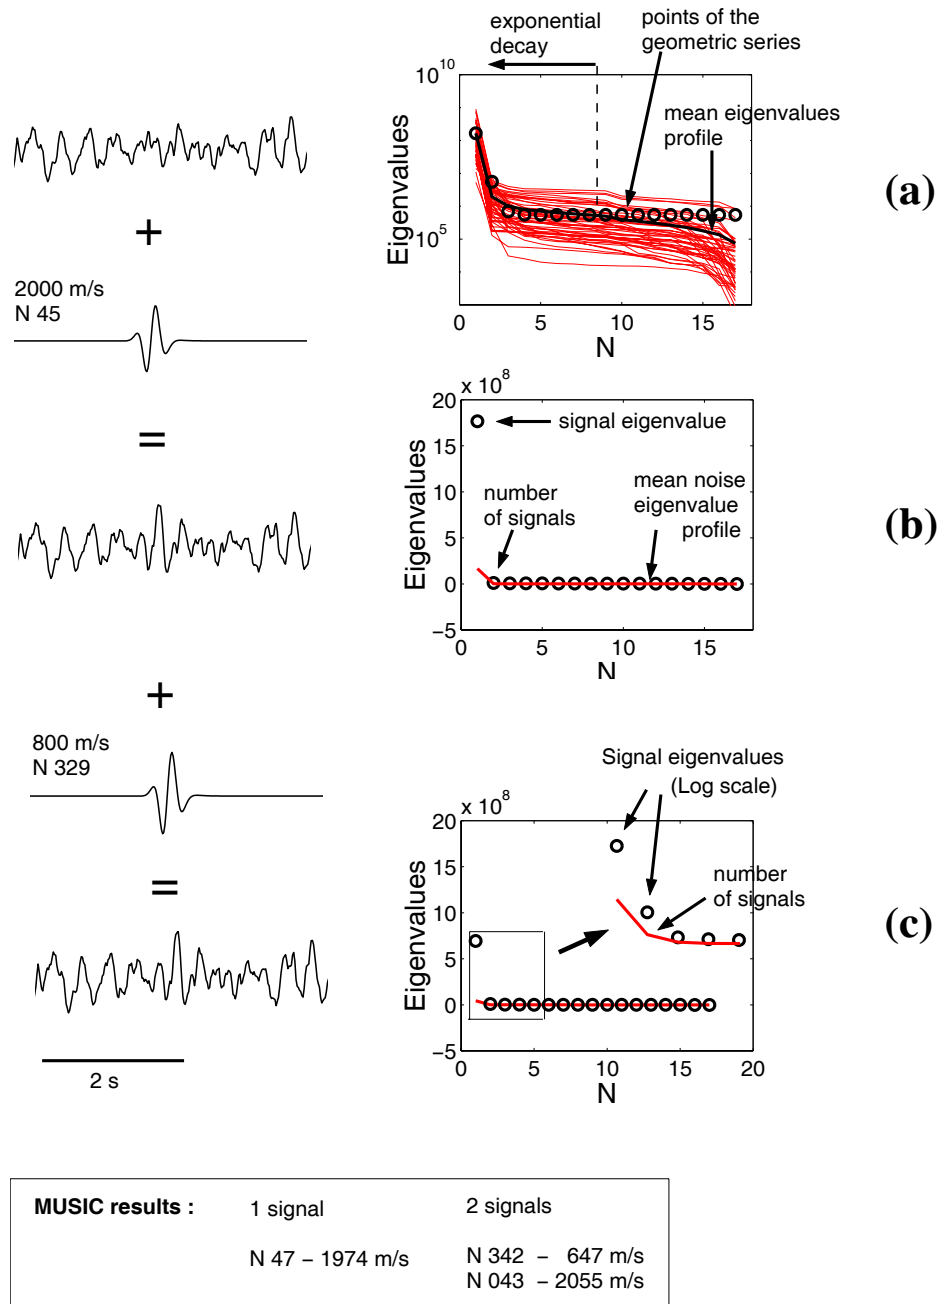 exponential
decay
points of the
geometric series
10^10
10^5
Eigenvalues
mean eigenvalues
profile
0 5 10 15
N
(a)
+
2000 m/s
N 45
=
x 10^8
20
15
10
5
0
−5
Eigenvalues
signal eigenvalue
number
of signals
mean noise
eigenvalue
profile
0 5 10 15
N
(b)
+
800 m/s
N 329
=
2 s
Signal eigenvalues
(Log scale)
x 10^8
20
15
10
5
0
−5
Eigenvalues
number
of signals
0 5 10 15 20
N
(c)
MUSIC results : 1 signal 2 signals
N 47 − 1974 m/s N 342 − 647 m/s
N 043 − 2055 m/s